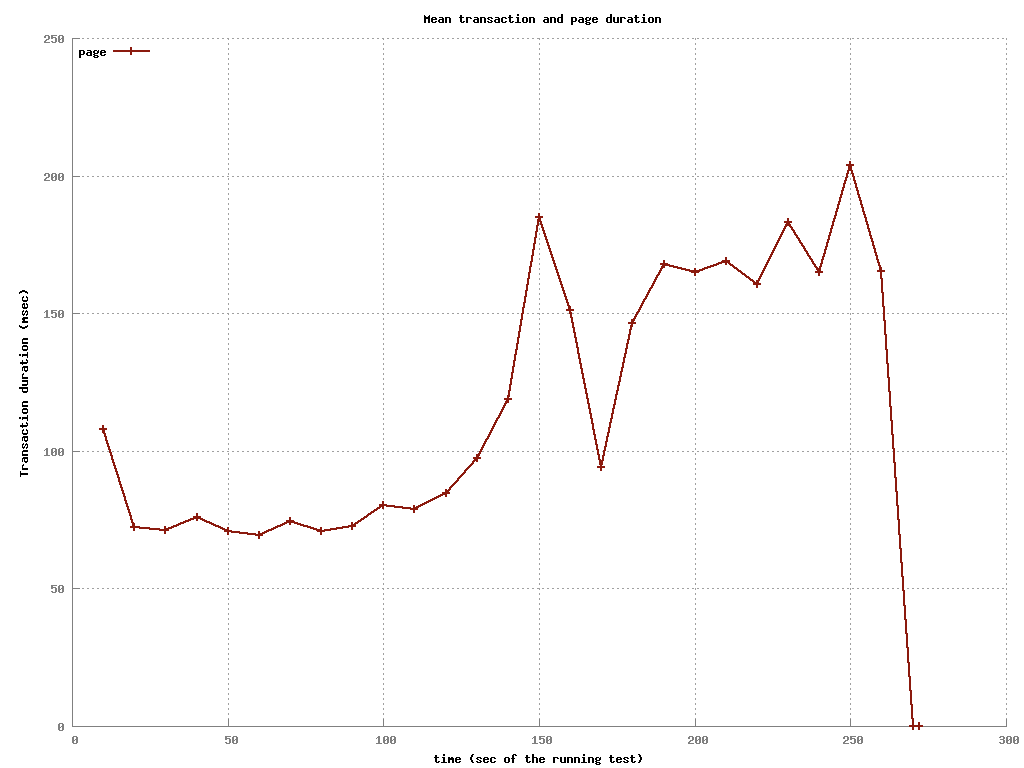 Mean transaction and page duration
page
250
200
150
100
50
0
Transaction duration (msec)
0 50 100 150 200 250 300
time (sec of the running test)